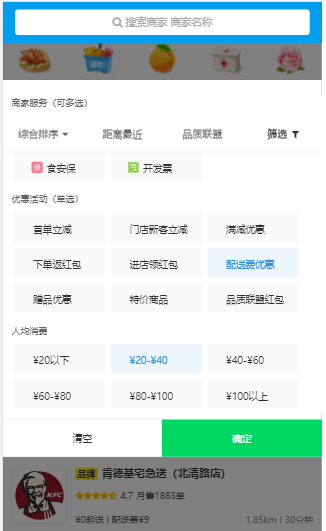 搜索商家 商家名称
商家服务（可多选）
综合排序 距离最近 品质联盟 筛选
保 食安保 票 开发票
优惠活动（单选）
首单立减 门店新客立减 满减优惠
下单返红包 进店领红包 配送费优惠
赠品优惠 特价商品 品质联盟红包
人均消费
¥20以下 ¥20-¥40 ¥40-¥60
¥60-¥80 ¥80-¥100 ¥100以上
清空 确定
品牌 肯德基宅急送（北清路店）
KFC 4.7 月售1883单
¥0起送 | 配送费¥9 1.85km | 30分钟